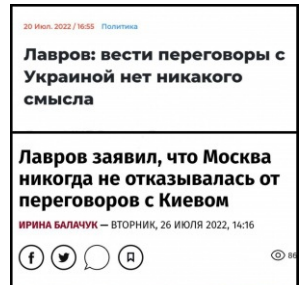 20 Июл. 2022 / 16:55 Политика
Лавров: вести переговоры с
Украиной нет никакого
смысла
Лавров заявил, что Москва
никогда не отказывалась от
переговоров с Киевом
ИРИНА БАЛАЧУК — ВТОРНИК, 26 ИЮЛЯ 2022, 14:16